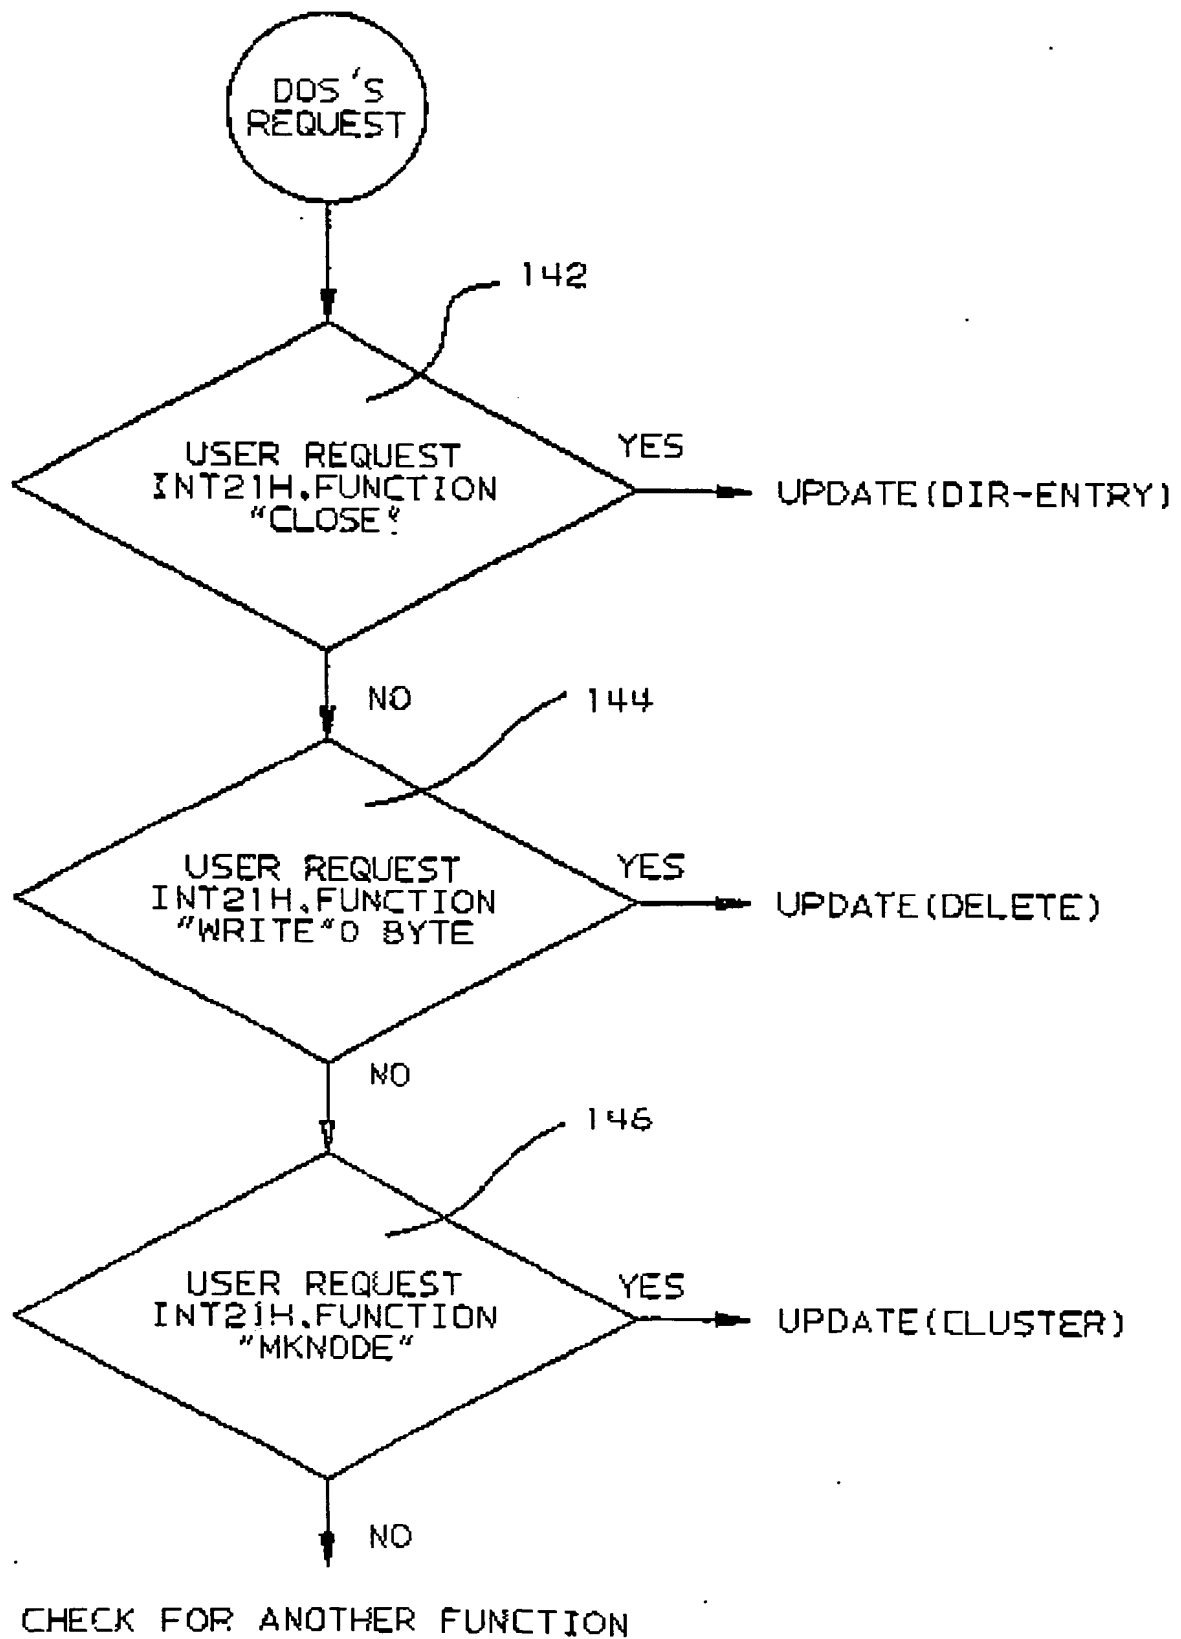 DOS'S
REQUEST
142
USER REQUEST
INT21H.FUNCTION
"CLOSE"
YES
UPDATE(DIR-ENTRY)
NO
144
USER REQUEST
INT21H.FUNCTION
"WRITE"0 BYTE
YES
UPDATE(DELETE)
NO
146
USER REQUEST
INT21H.FUNCTION
"MKNODE"
YES
UPDATE(CLUSTER)
NO
CHECK FOR ANOTHER FUNCTION